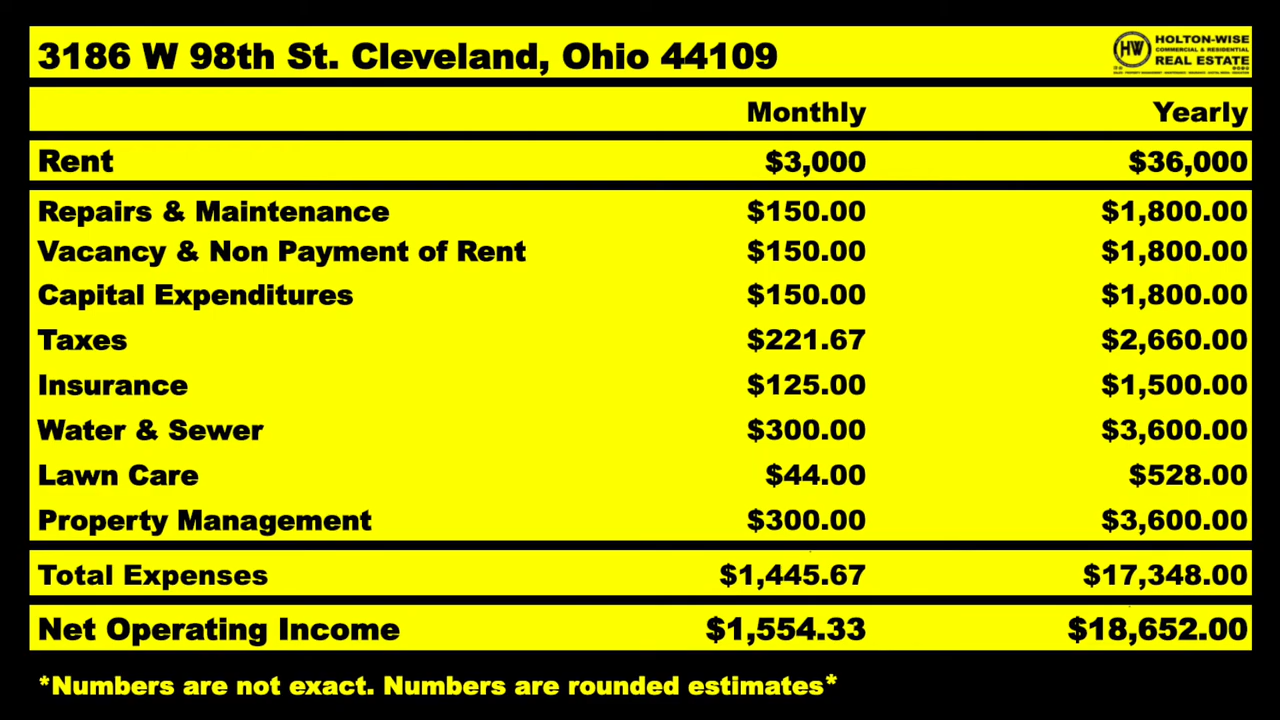 3186 W 98th St. Cleveland, Ohio 44109
HW
HOLTON-WISE
COMMERCIAL & RESIDENTIAL
REAL ESTATE
Monthly Yearly
Rent $3,000 $36,000
Repairs & Maintenance $150.00 $1,800.00
Vacancy & Non Payment of Rent $150.00 $1,800.00
Capital Expenditures $150.00 $1,800.00
Taxes $221.67 $2,660.00
Insurance $125.00 $1,500.00
Water & Sewer $300.00 $3,600.00
Lawn Care $44.00 $528.00
Property Management $300.00 $3,600.00
Total Expenses $1,445.67 $17,348.00
Net Operating Income $1,554.33 $18,652.00
*Numbers are not exact. Numbers are rounded estimates*